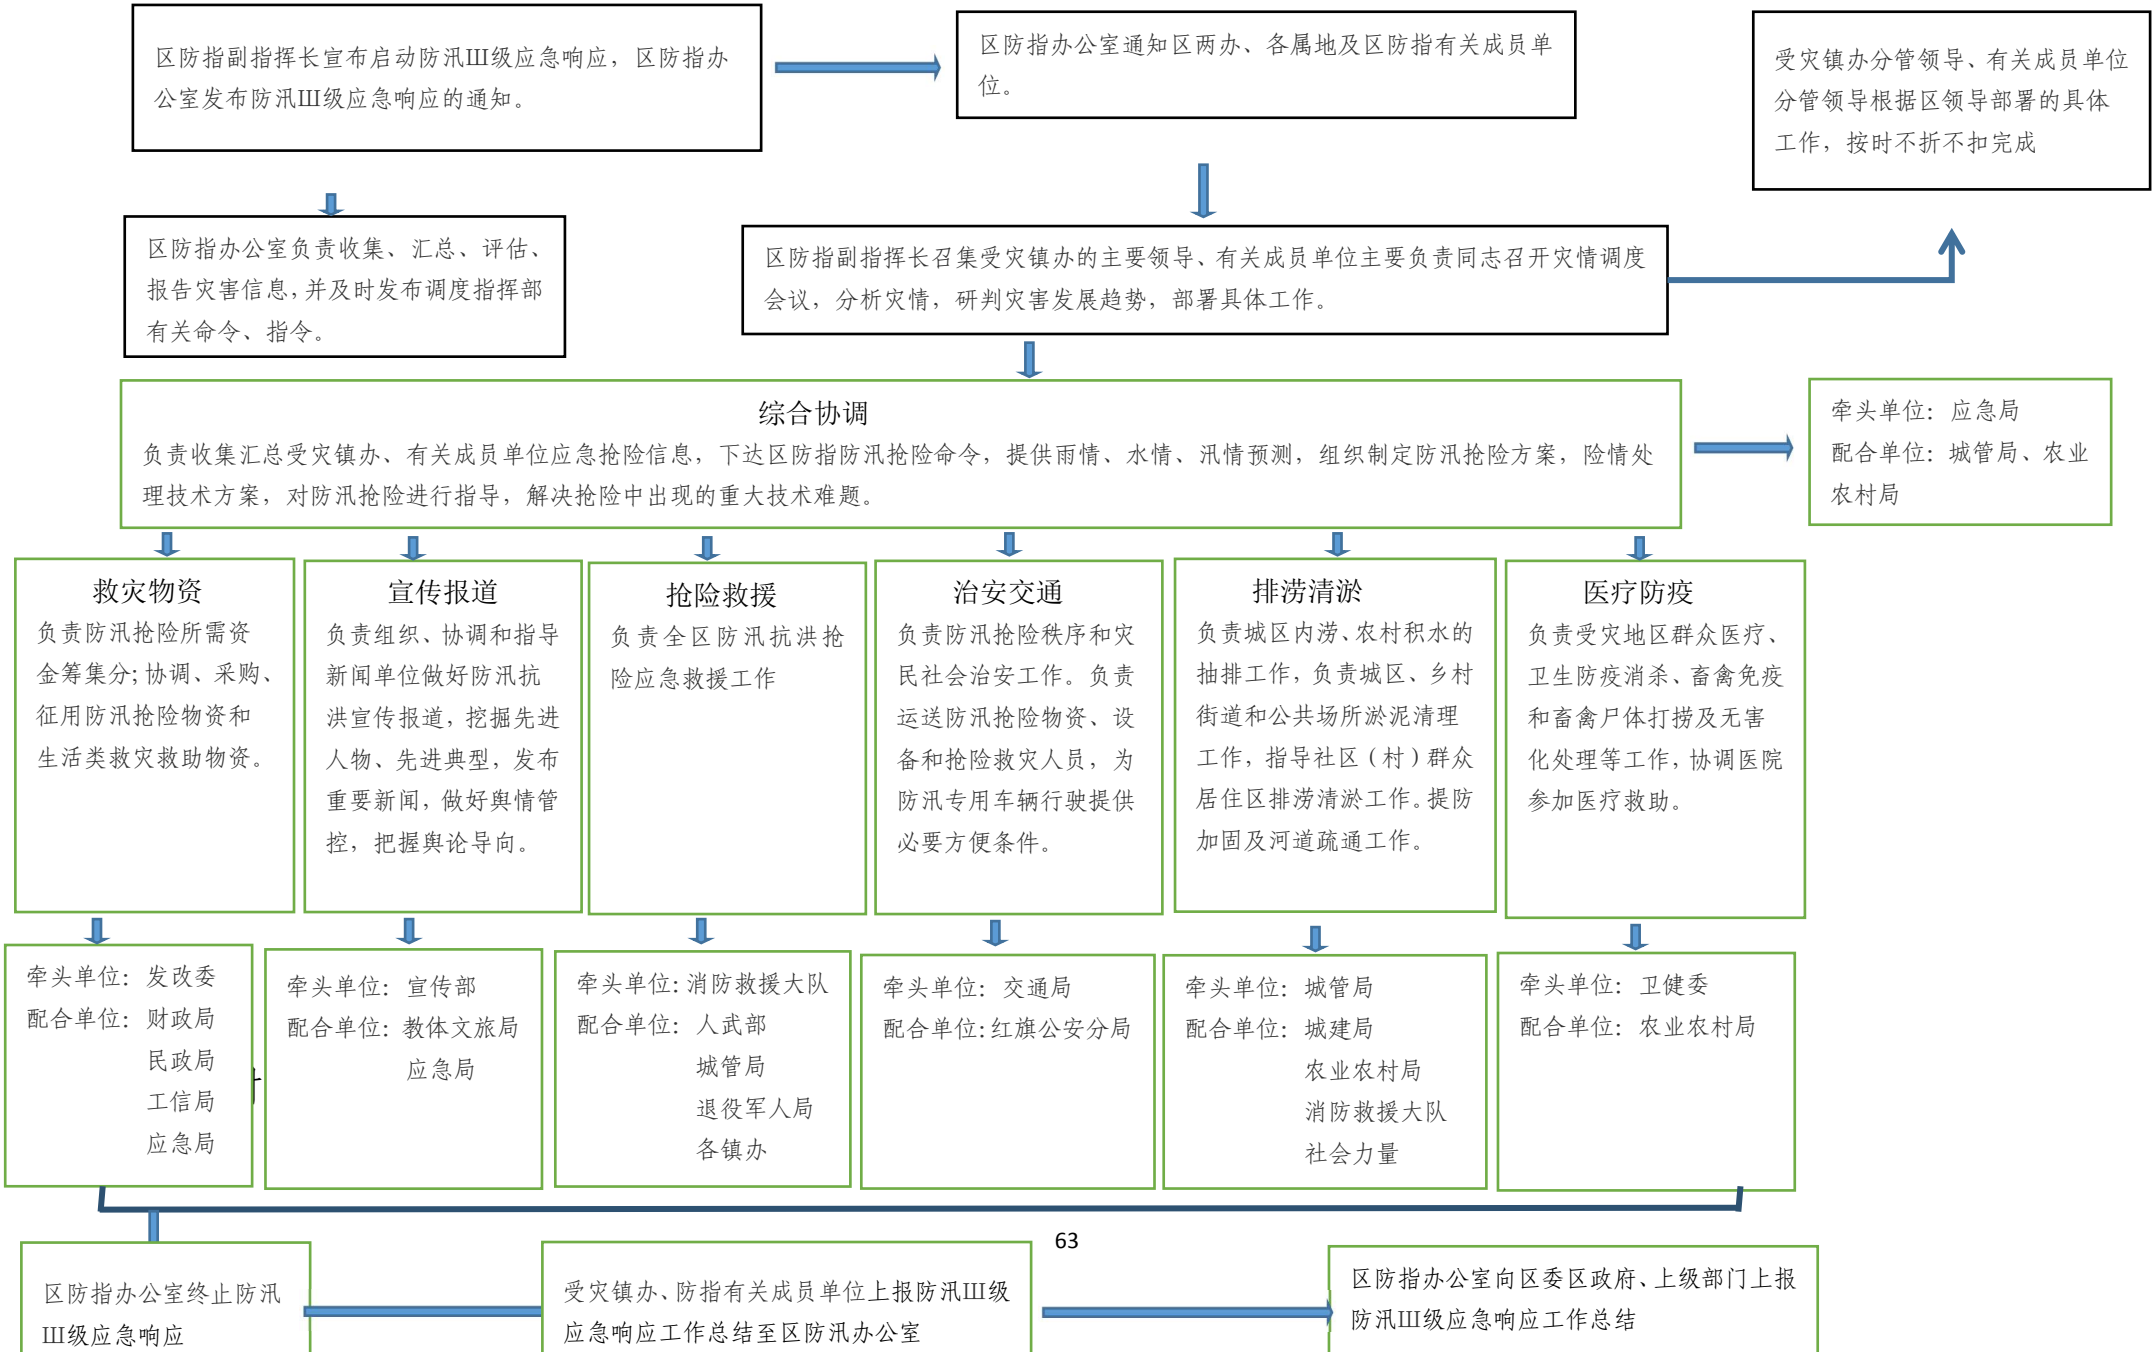 区防指副指挥长宣布启动防汛Ⅲ级应急响应，区防指办
公室发布防汛Ⅲ级应急响应的通知。
区防指办公室通知区两办、各属地及区防指有关成员单
位。
受灾镇办分管领导、有关成员单位
分管领导根据区领导部署的具体
工作，按时不折不扣完成
区防指办公室负责收集、汇总、评估、
报告灾害信息，并及时发布调度指挥部
有关命令、指令。
区防指副指挥长召集受灾镇办的主要领导、有关成员单位主要负责同志召开灾情调度
会议，分析灾情，研判灾害发展趋势，部署具体工作。
综合协调
负责收集汇总受灾镇办、有关成员单位应急抢险信息，下达区防指防汛抢险命令，提供雨情、水情、汛情预测，组织制定防汛抢险方案，险情处
理技术方案，对防汛抢险进行指导，解决抢险中出现的重大技术难题。
牵头单位：应急局
配合单位：城管局、农业
农村局
救灾物资
负责防汛抢险所需资
金筹集分；协调、采购、
征用防汛抢险物资和
生活类救灾救助物资。
宣传报道
负责组织、协调和指导
新闻单位做好防汛抗
洪宣传报道，挖掘先进
人物、先进典型，发布
重要新闻，做好舆情管
控，把握舆论导向。
抢险救援
负责全区防汛抗洪抢
险应急救援工作
治安交通
负责防汛抢险秩序和灾
民社会治安工作。负责
运送防汛抢险物资、设
备和抢险救灾人员，为
防汛专用车辆行驶提供
必要方便条件。
排涝清淤
负责城区内涝、农村积水的
抽排工作，负责城区、乡村
街道和公共场所淤泥清理
工作，指导社区（村）群众
居住区排涝清淤工作。提防
加固及河道疏通工作。
医疗防疫
负责受灾地区群众医疗、
卫生防疫消杀、畜禽免疫
和畜禽尸体打捞及无害
化处理等工作，协调医院
参加医疗救助。
牵头单位：发改委
配合单位：财政局
民政局
工信局
应急局
牵头单位：宣传部
配合单位：教体文旅局
应急局
牵头单位：消防救援大队
配合单位：人武部
城管局
退役军人局
各镇办
牵头单位：交通局
配合单位：红旗公安分局
牵头单位：城管局
配合单位：城建局
农业农村局
消防救援大队
社会力量
牵头单位：卫健委
配合单位：农业农村局
63
区防指办公室终止防汛
Ⅲ级应急响应
受灾镇办、防指有关成员单位上报防汛Ⅲ级
应急响应工作总结至区防汛办公室
区防指办公室向区委区政府、上级部门上报
防汛Ⅲ级应急响应工作总结